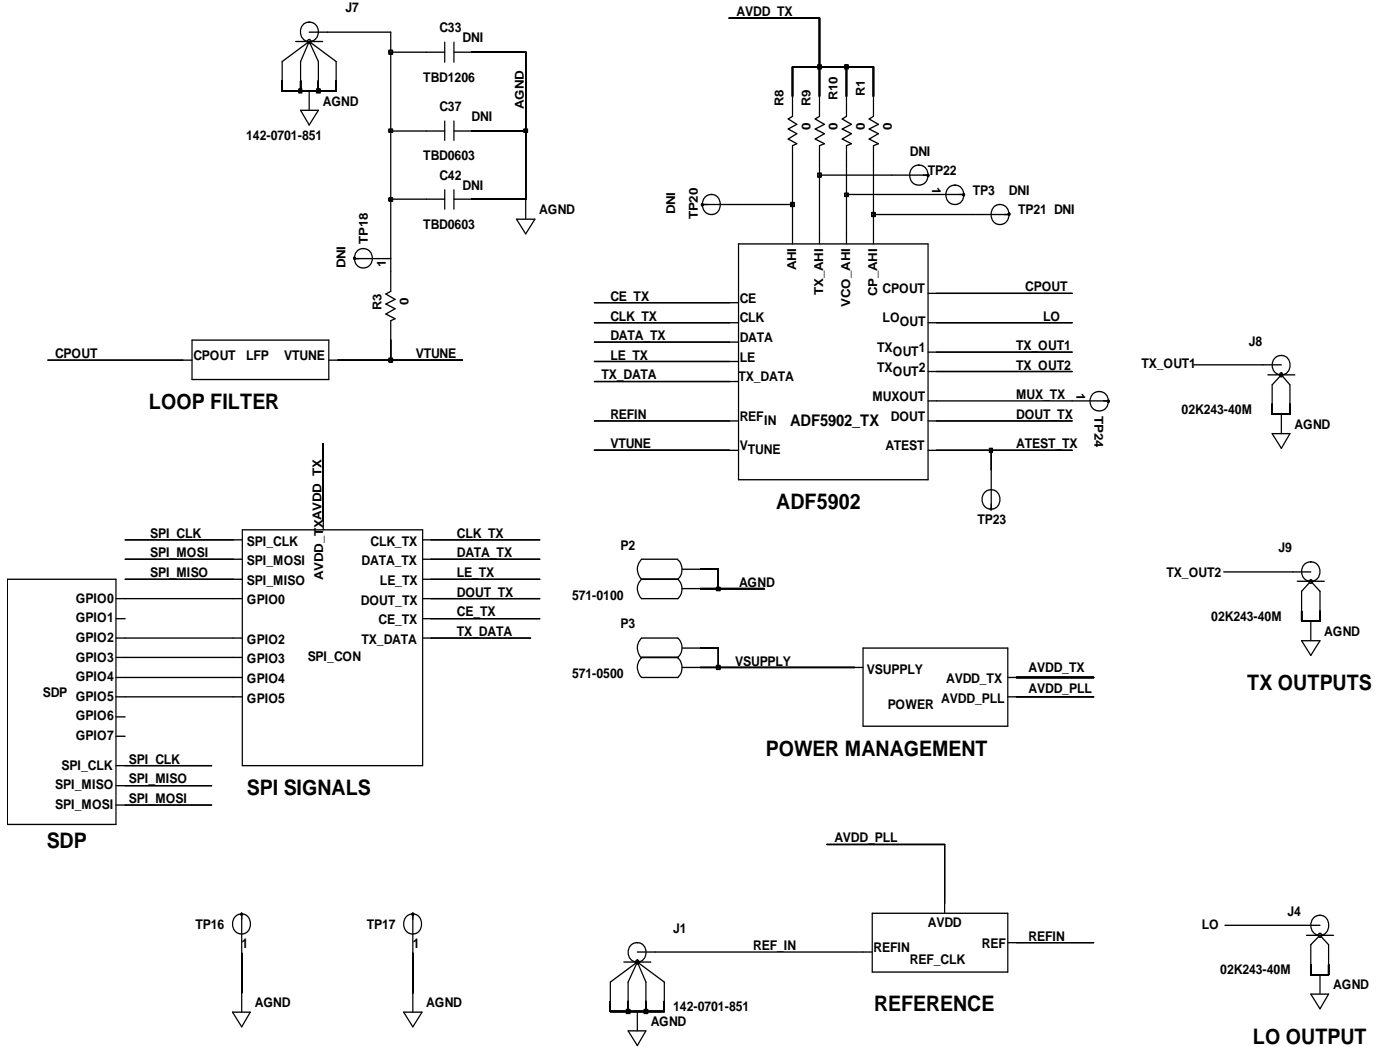 J7
C33
DNI
TBD1206
AGND
AGND
142-0701-851
C37
DNI
TBD0603
C42
DNI
TBD0603
AGND
DNI
TP18
1
R3
0
CPOUT
CPOUT LFP VTUNE
VTUNE
LOOP FILTER
AVDD_TX
R8
R9
R10
R1
0
0
0
0
DNI
TP22
1
TP3 DNI
TP21 DNI
DNI
TP20
AHI
TX_AHI
VCO_AHI
CP_AHI
CE_TX
CLK_TX
DATA_TX
LE_TX
TX_DATA
REFIN
VTUNE
CE
CLK
DATA
LE
TX_DATA
REFIN
VTUNE
ADF5902_TX
CPOUT
LOOUT
TXOUT1
TXOUT2
MUXOUT
DOUT
ATEST
CPOUT
LO
TX_OUT1
TX_OUT2
MUX_TX
1
DOUT_TX
TP24
ATEST_TX
TP23
ADF5902
J8
TX_OUT1
02K243-40M
AGND
AVDD_TX
AVDD_TX
SPI_CLK
SPI_MOSI
SPI_MISO
SPI_CLK
SPI_MOSI
SPI_MISO
GPIO0
GPIO2
GPIO3
GPIO4
GPIO5
SPI_CON
CLK_TX
DATA_TX
LE_TX
DOUT_TX
CE_TX
TX_DATA
CLK_TX
DATA_TX
LE_TX
DOUT_TX
CE_TX
TX_DATA
SPI SIGNALS
GPIO0
GPIO1
GPIO2
GPIO3
GPIO4
SDP
GPIO5
GPIO6
GPIO7
SPI_CLK
SPI_MISO
SPI_MOSI
SPI_CLK
SPI_MISO
SPI_MOSI
SDP
P2
571-0100
AGND
P3
571-0500
VSUPPLY
VSUPPLY
AVDD_TX
POWER
AVDD_PLL
AVDD_TX
AVDD_PLL
POWER MANAGEMENT
J9
TX_OUT2
02K243-40M
AGND
TX OUTPUTS
TP16
1
AGND
TP17
1
AGND
AVDD_PLL
J1
REF_IN
142-0701-851
AGND
AVDD
REFIN
REF
REF_CLK
REFIN
REFERENCE
LO
J4
02K243-40M
AGND
LO OUTPUT